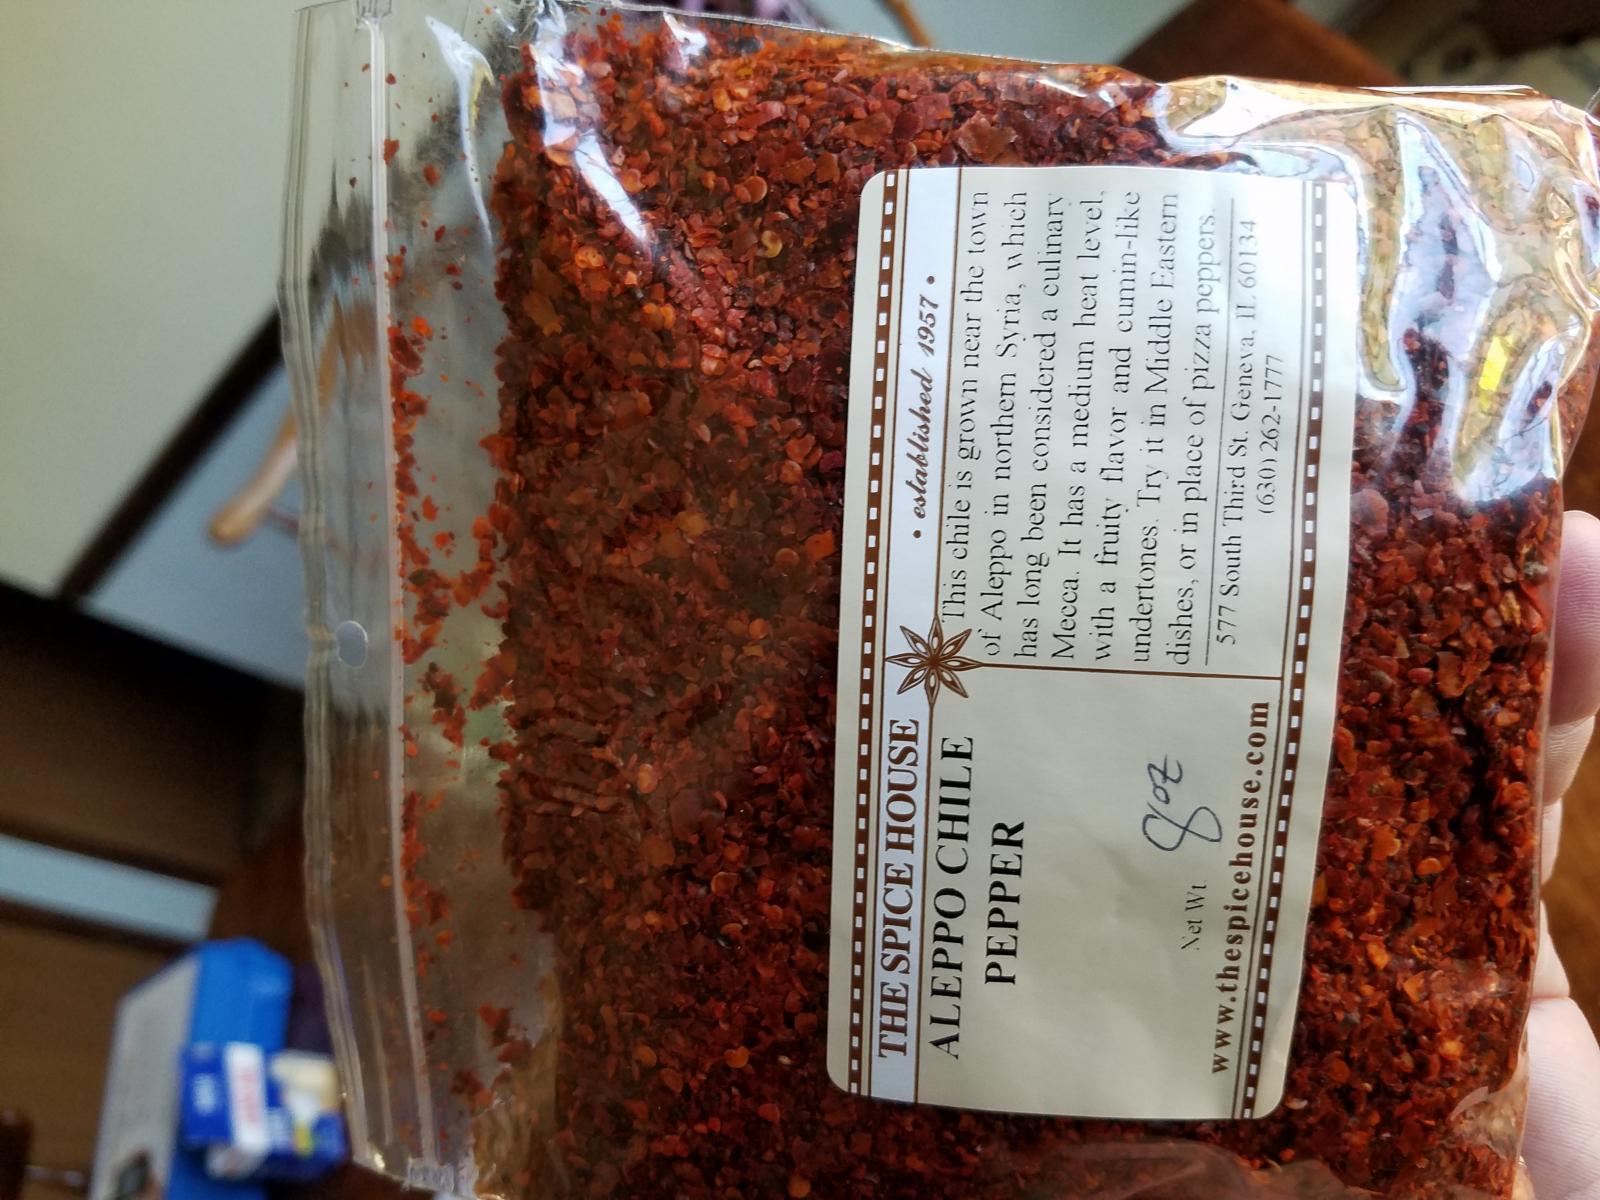 THE SPICE HOUSE
• established 1957 •
ALEPPO CHILE
PEPPER
Net Wt. 8oz
www.thespicehouse.com
This chile is grown near the town
of Aleppo in northern Syria, which
has long been considered a culinary
Mecca. It has a medium heat level,
with a fruity flavor and cumin-like
undertones. Try it in Middle Eastern
dishes, or in place of pizza peppers.
577 South Third St. Geneva, IL 60134
(630) 262-1777